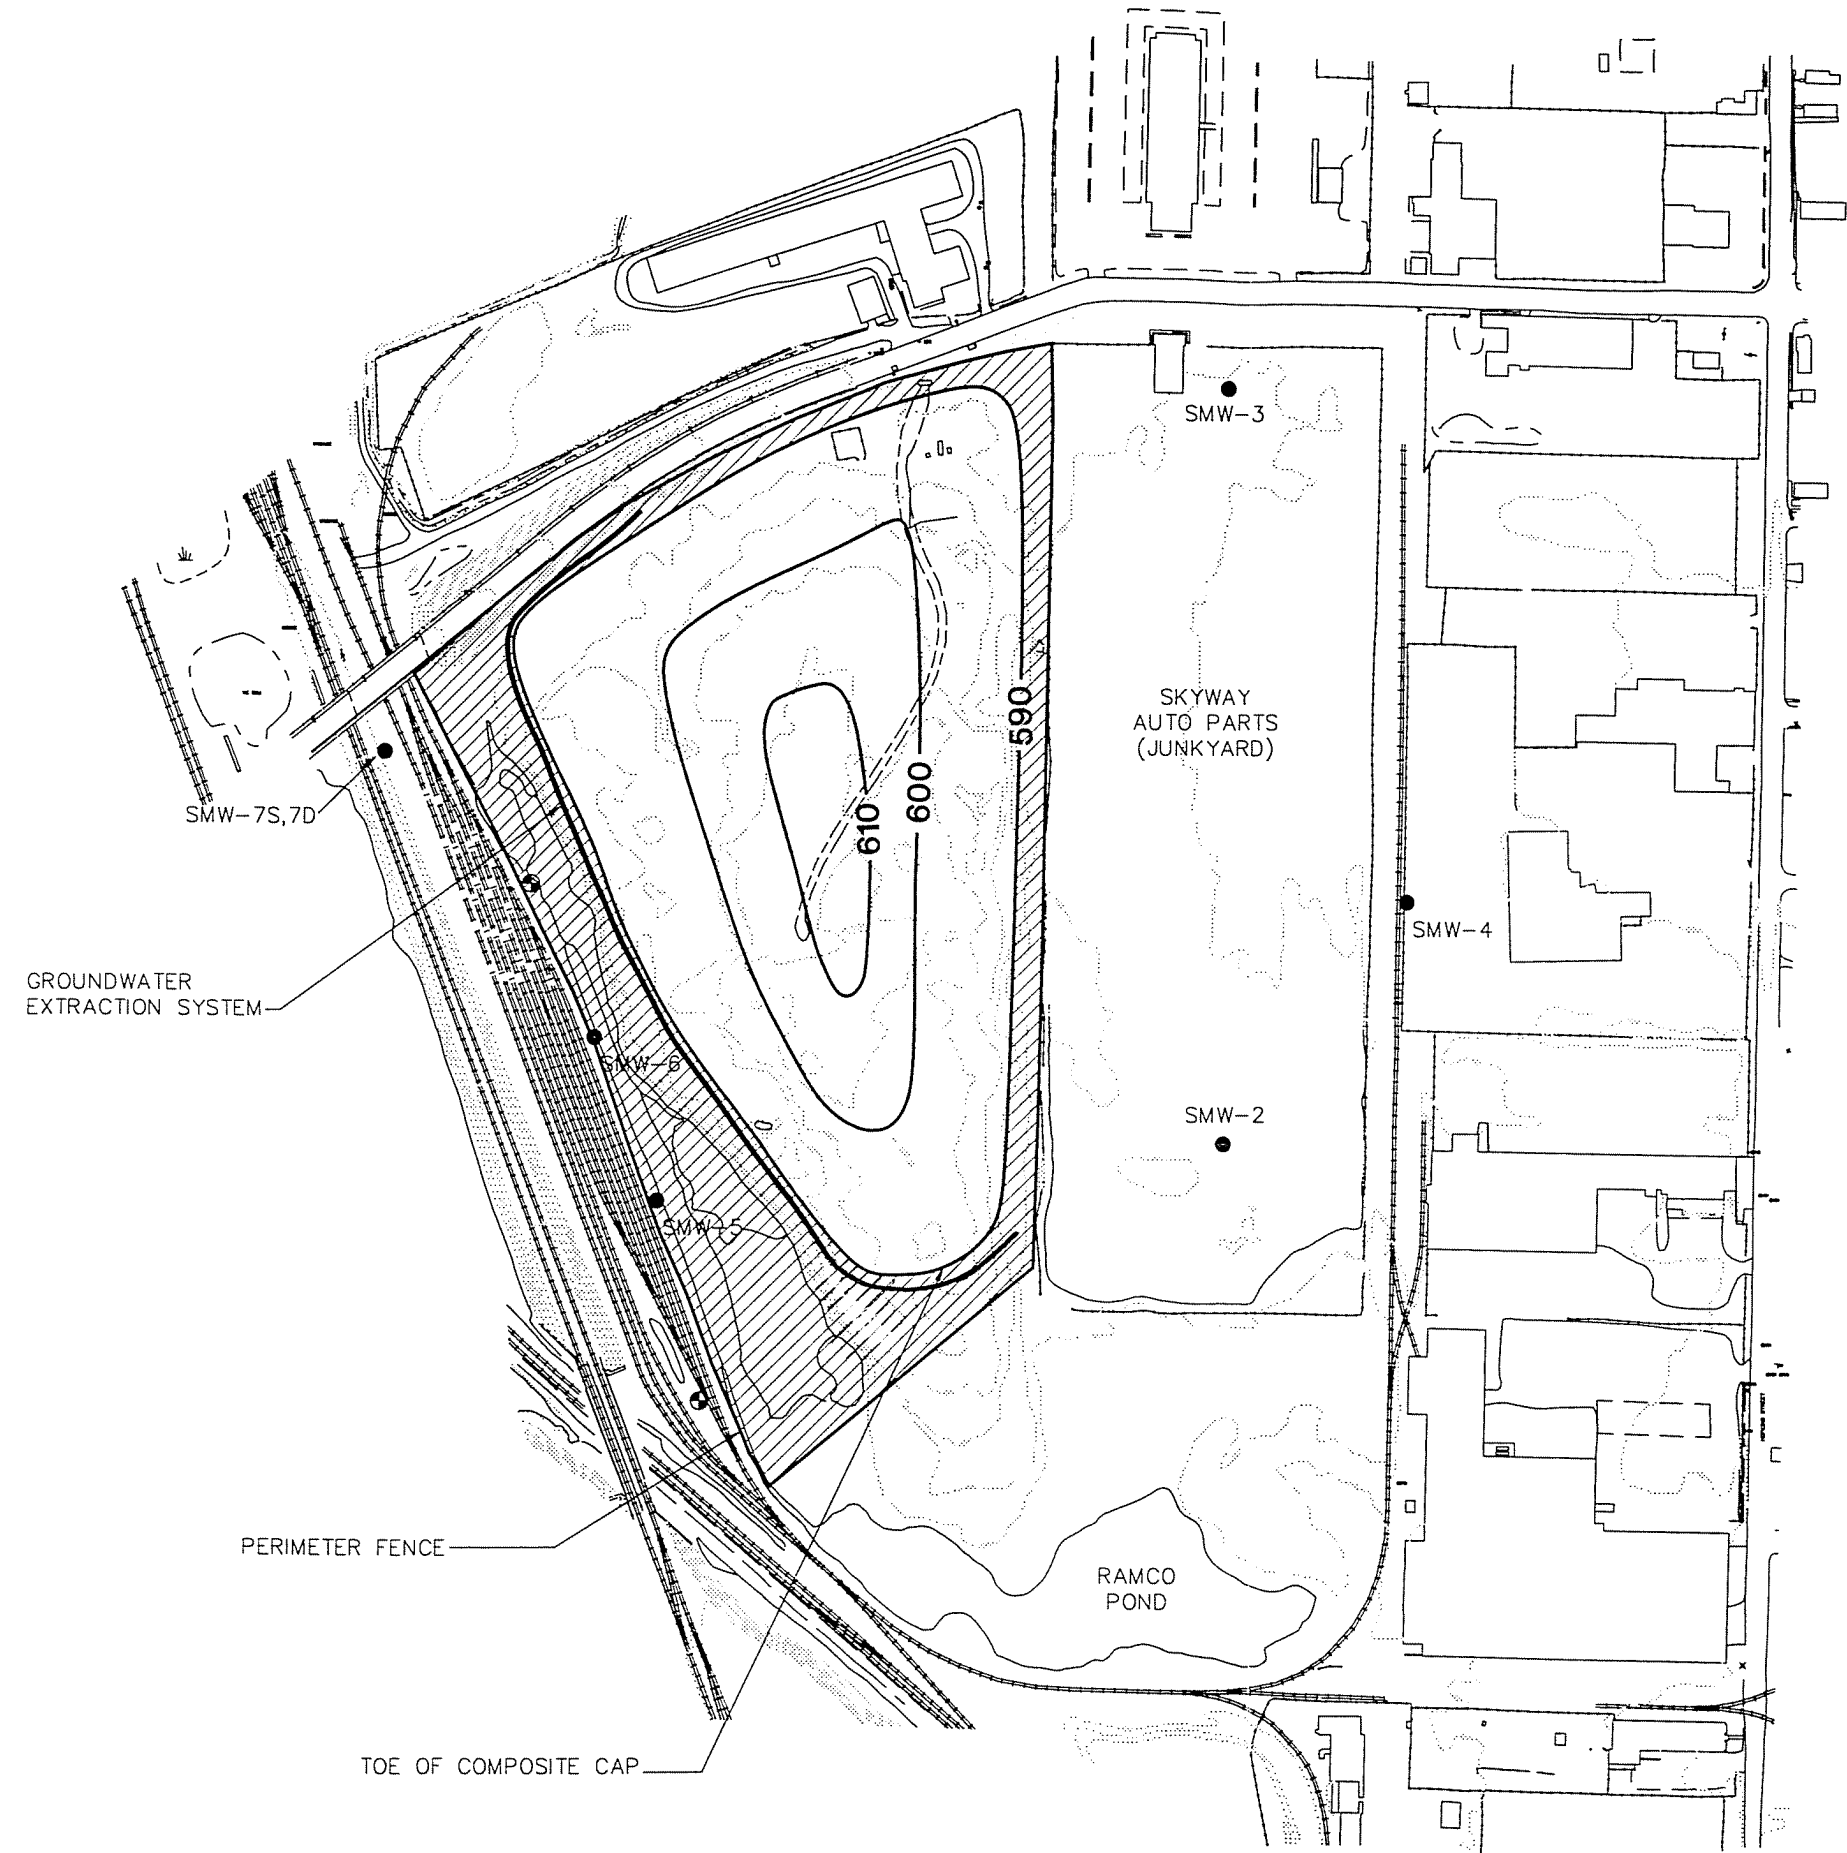 SMW-3
SKYWAY
AUTO PARTS
(JUNKYARD)
590
600
610
SMW-7S,7D
SMW-4
GROUNDWATER
EXTRACTION SYSTEM
SMW-6
SMW-2
SMW-5
PERIMETER FENCE
RAMCO
POND
TOE OF COMPOSITE CAP